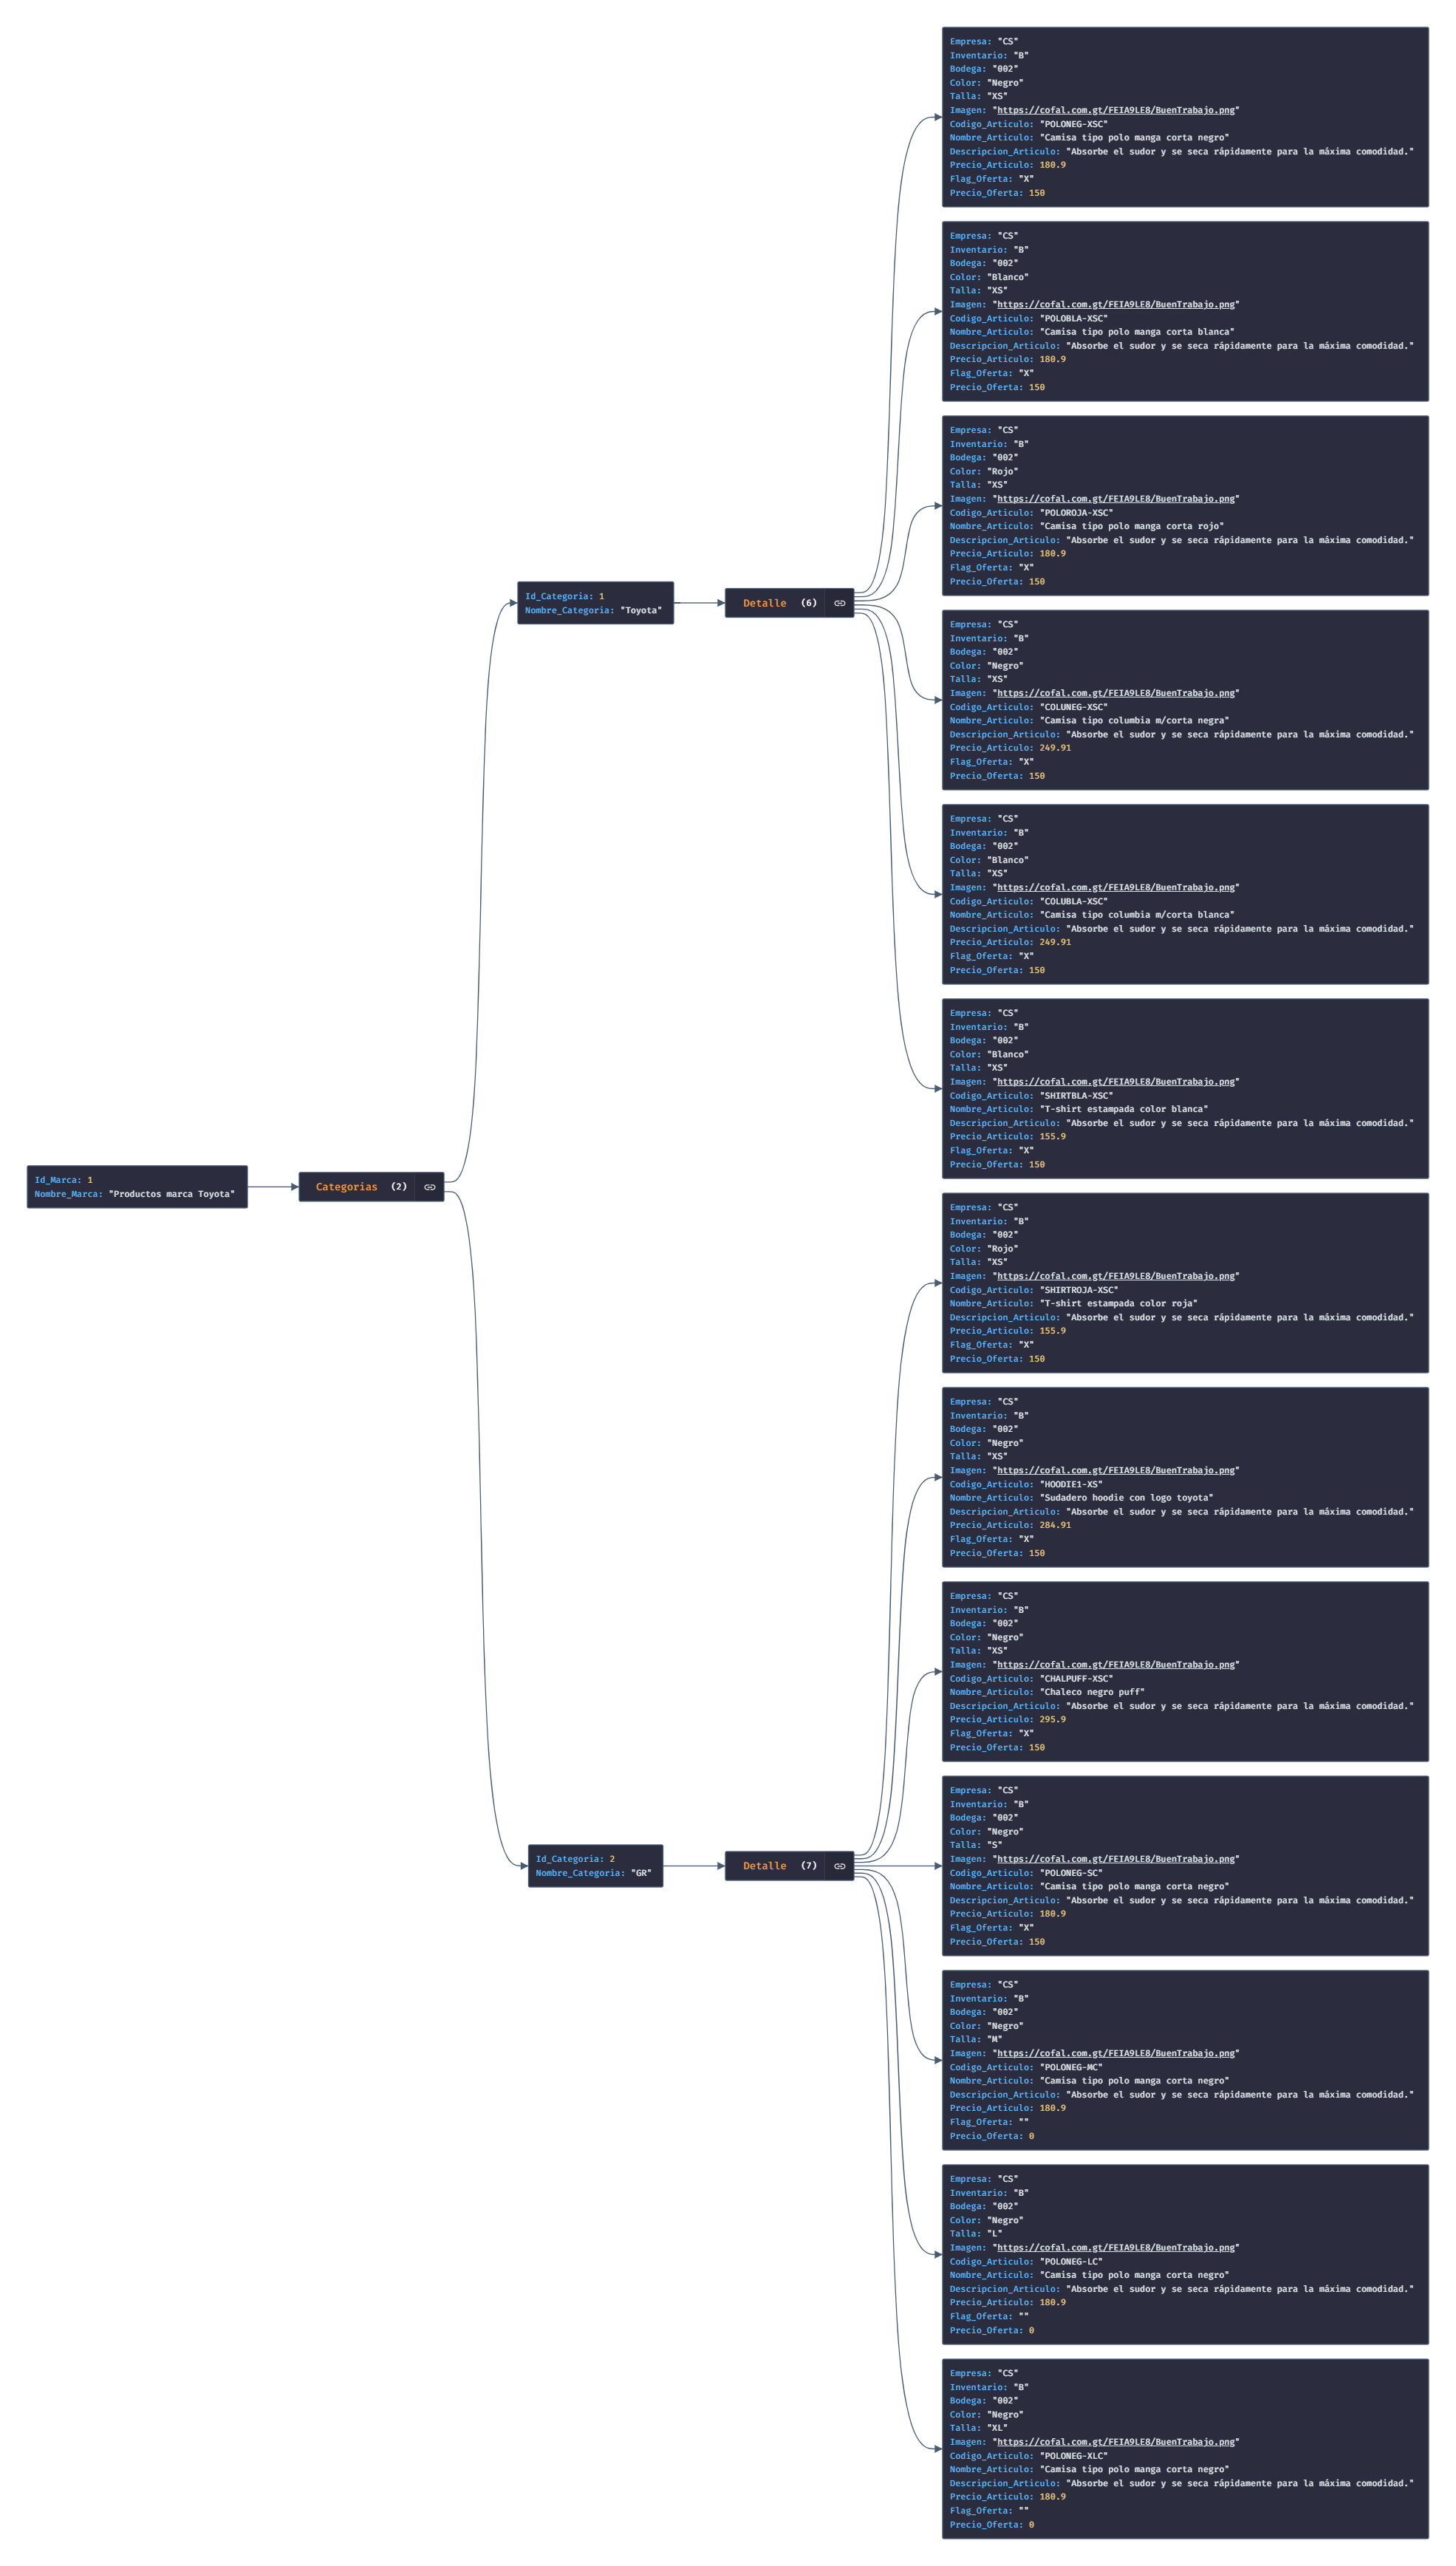 Id_Marca: 1
Nombre_Marca: "Productos marca Toyota"
Categorias (2)
Id_Categoria: 1
Nombre_Categoria: "Toyota"
Detalle (6)
Empresa: "CS"
Inventario: "B"
Bodega: "002"
Color: "Negro"
Talla: "XS"
Imagen: "https://cofal.com.gt/FEIA9LE8/BuenTrabajo.png"
Codigo_Articulo: "POLONEG-XSC"
Nombre_Articulo: "Camisa tipo polo manga corta negro"
Descripcion_Articulo: "Absorbe el sudor y se seca rápidamente para la máxima comodidad."
Precio_Articulo: 180.9
Flag_Oferta: "X"
Precio_Oferta: 150
Empresa: "CS"
Inventario: "B"
Bodega: "002"
Color: "Blanco"
Talla: "XS"
Imagen: "https://cofal.com.gt/FEIA9LE8/BuenTrabajo.png"
Codigo_Articulo: "POLOBLA-XSC"
Nombre_Articulo: "Camisa tipo polo manga corta blanca"
Descripcion_Articulo: "Absorbe el sudor y se seca rápidamente para la máxima comodidad."
Precio_Articulo: 180.9
Flag_Oferta: "X"
Precio_Oferta: 150
Empresa: "CS"
Inventario: "B"
Bodega: "002"
Color: "Rojo"
Talla: "XS"
Imagen: "https://cofal.com.gt/FEIA9LE8/BuenTrabajo.png"
Codigo_Articulo: "POLOROJA-XSC"
Nombre_Articulo: "Camisa tipo polo manga corta rojo"
Descripcion_Articulo: "Absorbe el sudor y se seca rápidamente para la máxima comodidad."
Precio_Articulo: 180.9
Flag_Oferta: "X"
Precio_Oferta: 150
Empresa: "CS"
Inventario: "B"
Bodega: "002"
Color: "Negro"
Talla: "XS"
Imagen: "https://cofal.com.gt/FEIA9LE8/BuenTrabajo.png"
Codigo_Articulo: "COLUNEG-XSC"
Nombre_Articulo: "Camisa tipo columbia m/corta negra"
Descripcion_Articulo: "Absorbe el sudor y se seca rápidamente para la máxima comodidad."
Precio_Articulo: 249.91
Flag_Oferta: "X"
Precio_Oferta: 150
Empresa: "CS"
Inventario: "B"
Bodega: "002"
Color: "Blanco"
Talla: "XS"
Imagen: "https://cofal.com.gt/FEIA9LE8/BuenTrabajo.png"
Codigo_Articulo: "COLUBLA-XSC"
Nombre_Articulo: "Camisa tipo columbia m/corta blanca"
Descripcion_Articulo: "Absorbe el sudor y se seca rápidamente para la máxima comodidad."
Precio_Articulo: 249.91
Flag_Oferta: "X"
Precio_Oferta: 150
Empresa: "CS"
Inventario: "B"
Bodega: "002"
Color: "Blanco"
Talla: "XS"
Imagen: "https://cofal.com.gt/FEIA9LE8/BuenTrabajo.png"
Codigo_Articulo: "SHIRTBLA-XSC"
Nombre_Articulo: "T-shirt estampada color blanca"
Descripcion_Articulo: "Absorbe el sudor y se seca rápidamente para la máxima comodidad."
Precio_Articulo: 155.9
Flag_Oferta: "X"
Precio_Oferta: 150
Id_Categoria: 2
Nombre_Categoria: "GR"
Detalle (7)
Empresa: "CS"
Inventario: "B"
Bodega: "002"
Color: "Rojo"
Talla: "XS"
Imagen: "https://cofal.com.gt/FEIA9LE8/BuenTrabajo.png"
Codigo_Articulo: "SHIRTROJA-XSC"
Nombre_Articulo: "T-shirt estampada color roja"
Descripcion_Articulo: "Absorbe el sudor y se seca rápidamente para la máxima comodidad."
Precio_Articulo: 155.9
Flag_Oferta: "X"
Precio_Oferta: 150
Empresa: "CS"
Inventario: "B"
Bodega: "002"
Color: "Negro"
Talla: "XS"
Imagen: "https://cofal.com.gt/FEIA9LE8/BuenTrabajo.png"
Codigo_Articulo: "HOODIE1-XS"
Nombre_Articulo: "Sudadero hoodie con logo toyota"
Descripcion_Articulo: "Absorbe el sudor y se seca rápidamente para la máxima comodidad."
Precio_Articulo: 284.91
Flag_Oferta: "X"
Precio_Oferta: 150
Empresa: "CS"
Inventario: "B"
Bodega: "002"
Color: "Negro"
Talla: "XS"
Imagen: "https://cofal.com.gt/FEIA9LE8/BuenTrabajo.png"
Codigo_Articulo: "CHALPUFF-XSC"
Nombre_Articulo: "Chaleco negro puff"
Descripcion_Articulo: "Absorbe el sudor y se seca rápidamente para la máxima comodidad."
Precio_Articulo: 295.9
Flag_Oferta: "X"
Precio_Oferta: 150
Empresa: "CS"
Inventario: "B"
Bodega: "002"
Color: "Negro"
Talla: "S"
Imagen: "https://cofal.com.gt/FEIA9LE8/BuenTrabajo.png"
Codigo_Articulo: "POLONEG-SC"
Nombre_Articulo: "Camisa tipo polo manga corta negro"
Descripcion_Articulo: "Absorbe el sudor y se seca rápidamente para la máxima comodidad."
Precio_Articulo: 180.9
Flag_Oferta: "X"
Precio_Oferta: 150
Empresa: "CS"
Inventario: "B"
Bodega: "002"
Color: "Negro"
Talla: "M"
Imagen: "https://cofal.com.gt/FEIA9LE8/BuenTrabajo.png"
Codigo_Articulo: "POLONEG-MC"
Nombre_Articulo: "Camisa tipo polo manga corta negro"
Descripcion_Articulo: "Absorbe el sudor y se seca rápidamente para la máxima comodidad."
Precio_Articulo: 180.9
Flag_Oferta: ""
Precio_Oferta: 0
Empresa: "CS"
Inventario: "B"
Bodega: "002"
Color: "Negro"
Talla: "L"
Imagen: "https://cofal.com.gt/FEIA9LE8/BuenTrabajo.png"
Codigo_Articulo: "POLONEG-LC"
Nombre_Articulo: "Camisa tipo polo manga corta negro"
Descripcion_Articulo: "Absorbe el sudor y se seca rápidamente para la máxima comodidad."
Precio_Articulo: 180.9
Flag_Oferta: ""
Precio_Oferta: 0
Empresa: "CS"
Inventario: "B"
Bodega: "002"
Color: "Negro"
Talla: "XL"
Imagen: "https://cofal.com.gt/FEIA9LE8/BuenTrabajo.png"
Codigo_Articulo: "POLONEG-XLC"
Nombre_Articulo: "Camisa tipo polo manga corta negro"
Descripcion_Articulo: "Absorbe el sudor y se seca rápidamente para la máxima comodidad."
Precio_Articulo: 180.9
Flag_Oferta: ""
Precio_Oferta: 0